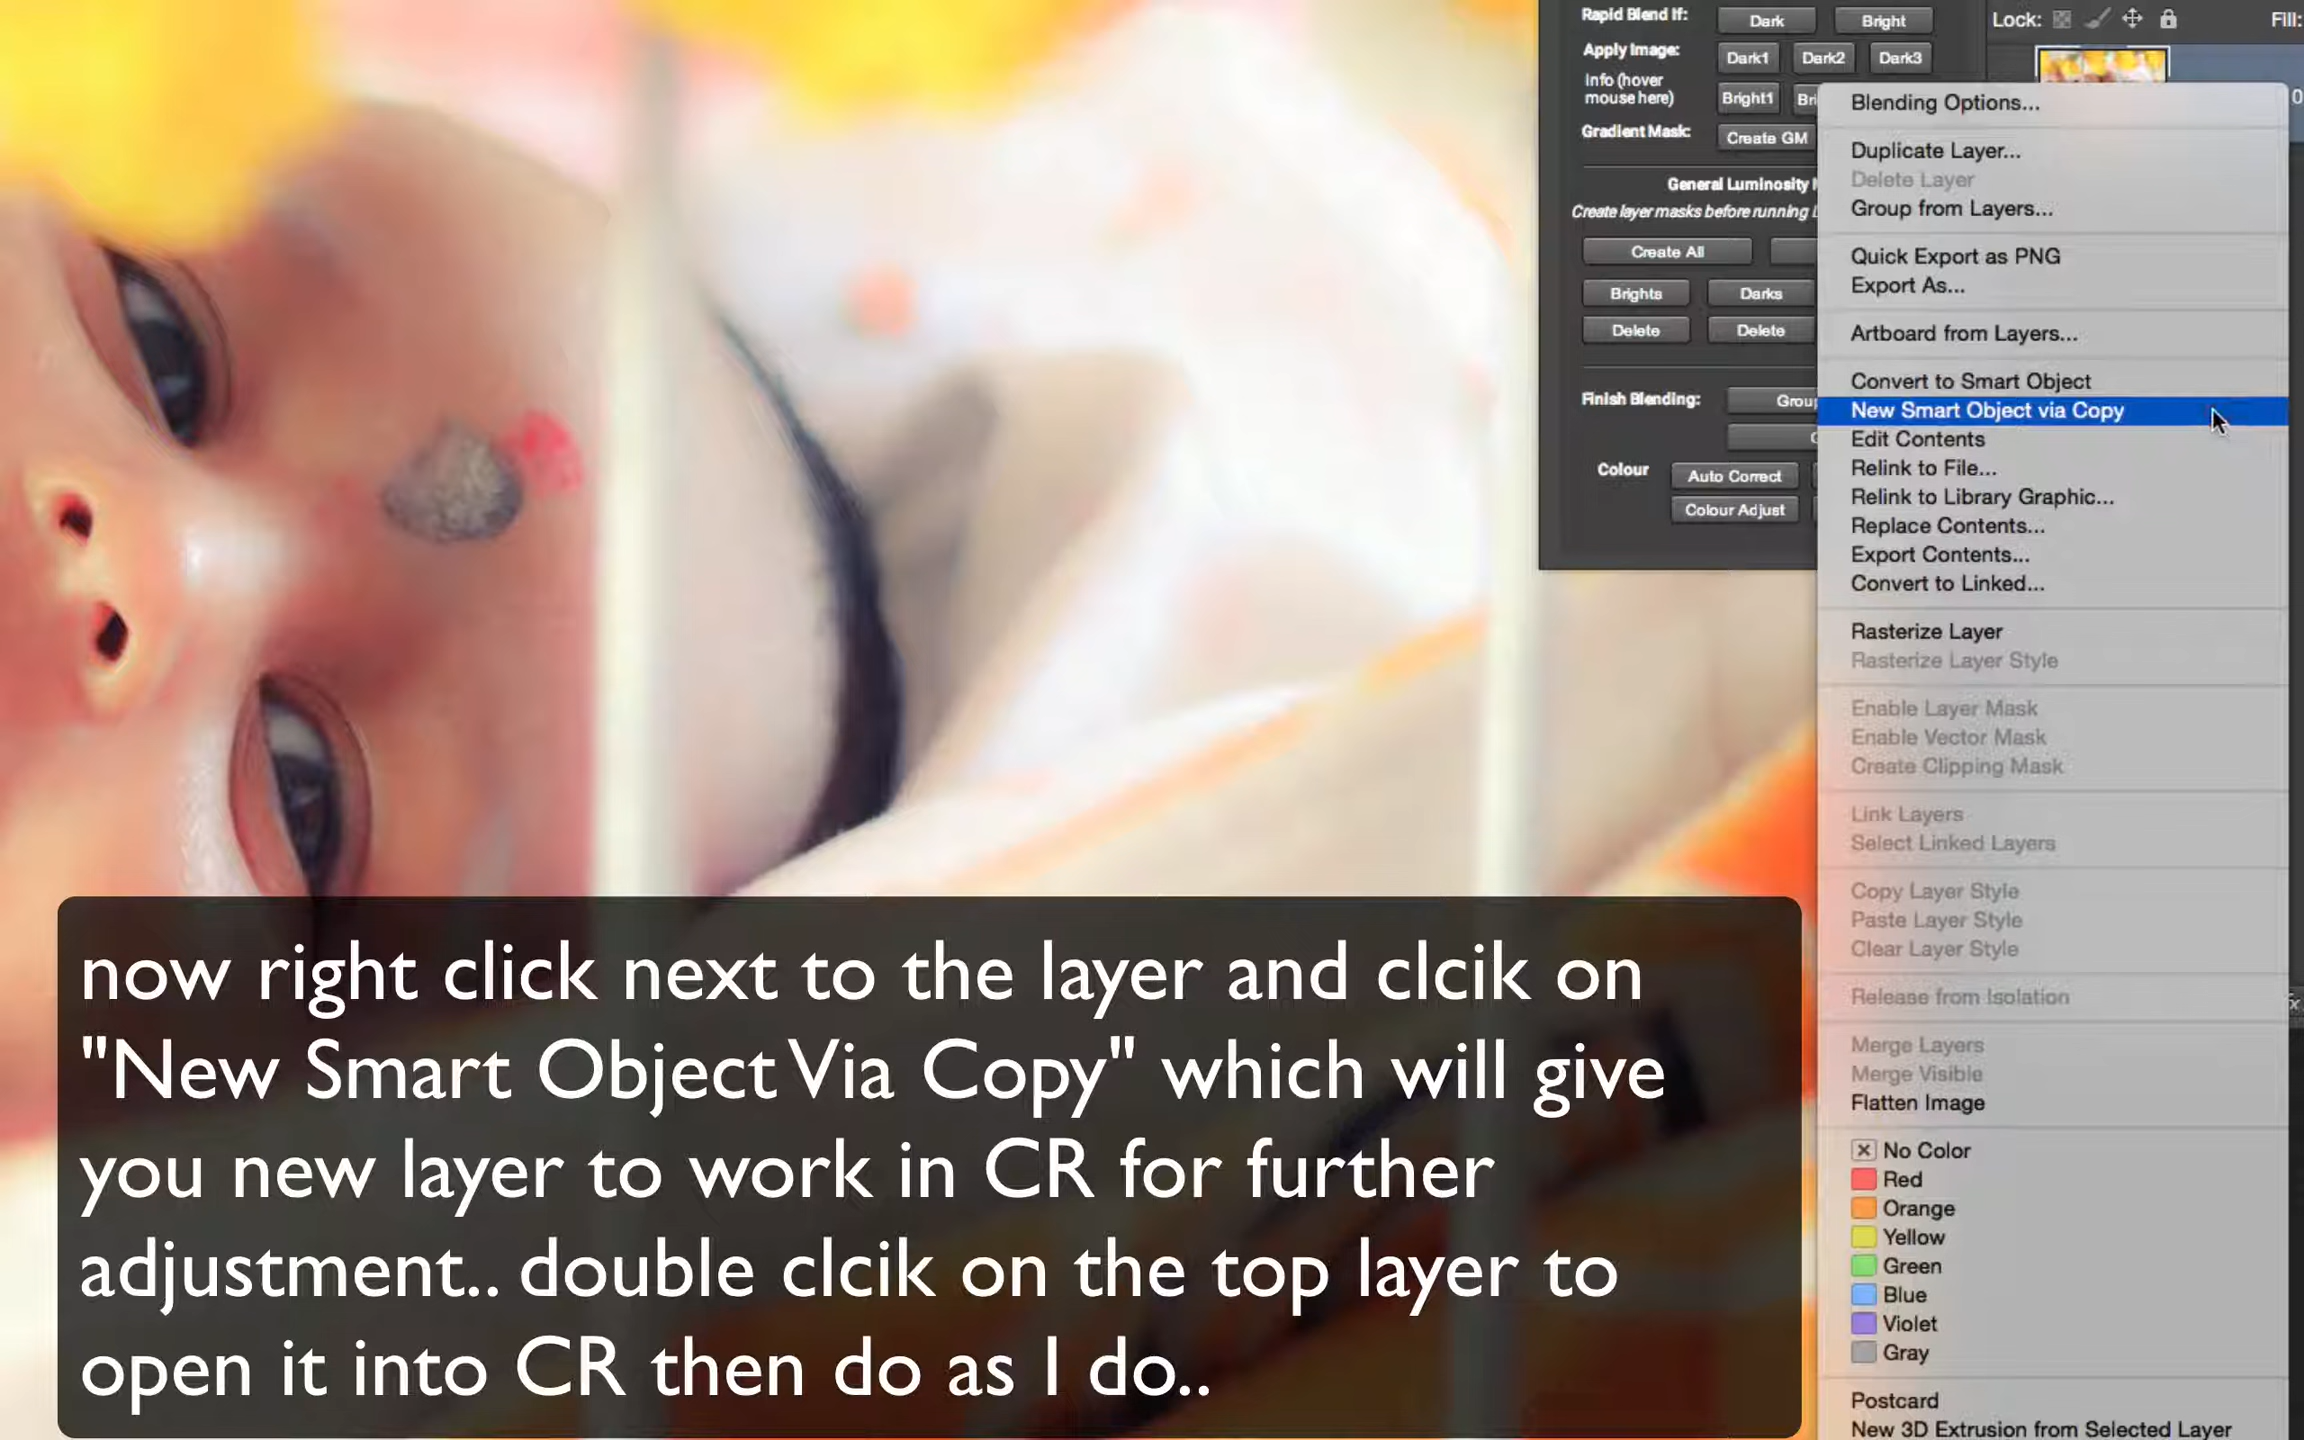 Rapid Blend If: Dark Bright
Apply Image: Dark1 Dark2 Dark3
Info (hover
mouse here) Bright1 Bri
Gradient Mask: Create GM
General Luminosity
Create layer masks before running
Create All
Brights Darks
Delete Delete
Finish Blending: Grou
Colour Auto Correct
Colour Adjust
Lock: Fill:
Blending Options...
Duplicate Layer...
Delete Layer
Group from Layers...
Quick Export as PNG
Export As...
Artboard from Layers...
Convert to Smart Object
New Smart Object via Copy
Edit Contents
Relink to File...
Relink to Library Graphic...
Replace Contents...
Export Contents...
Convert to Linked...
Rasterize Layer
Rasterize Layer Style
Enable Layer Mask
Enable Vector Mask
Create Clipping Mask
Link Layers
Select Linked Layers
Copy Layer Style
Paste Layer Style
Clear Layer Style
Release from Isolation
Merge Layers
Merge Visible
Flatten Image
No Color
Red
Orange
Yellow
Green
Blue
Violet
Gray
Postcard
New 3D Extrusion from Selected Layer
now right click next to the layer and clcik on
"New Smart Object Via Copy" which will give
you new layer to work in CR for further
adjustment.. double clcik on the top layer to
open it into CR then do as I do..